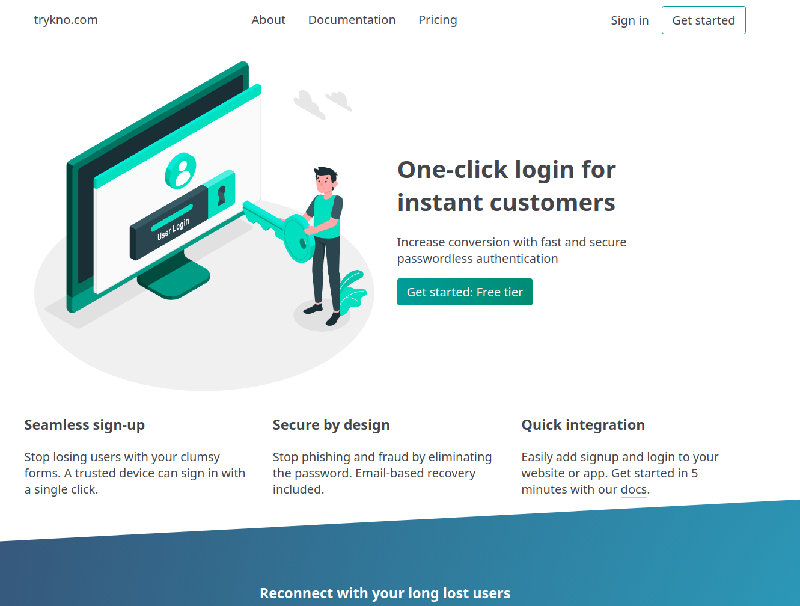 trykno.com About Documentation Pricing Sign in Get started
User Login
One-click login for
instant customers
Increase conversion with fast and secure
passwordless authentication
Get started: Free tier
Seamless sign-up
Stop losing users with your clumsy
forms. A trusted device can sign in with
a single click.
Secure by design
Stop phishing and fraud by eliminating
the password. Email-based recovery
included.
Quick integration
Easily add signup and login to your
website or app. Get started in 5
minutes with our docs.
Reconnect with your long lost users